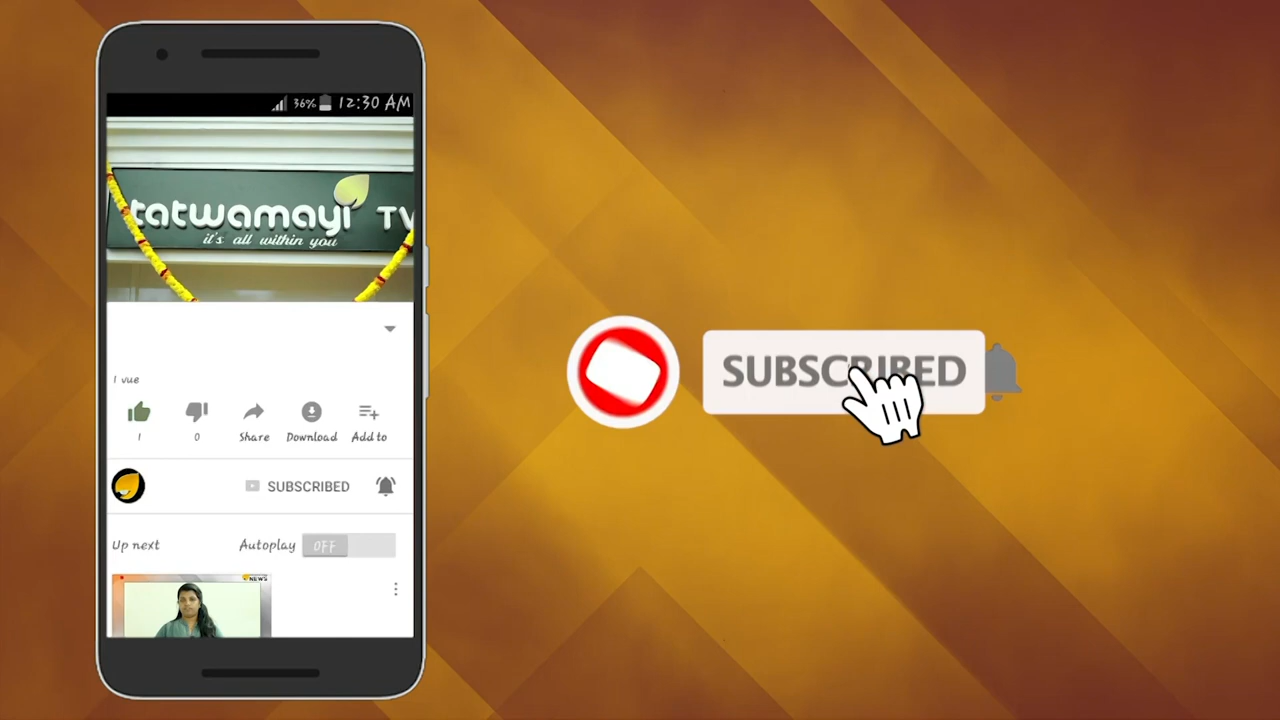 36% 12:30 AM
tatwamayi TV
it's all within you
1 vue
1 0 Share Download Add to
SUBSCRIBED
Up next Autoplay OFF
NEWS
SUBSCRIBED